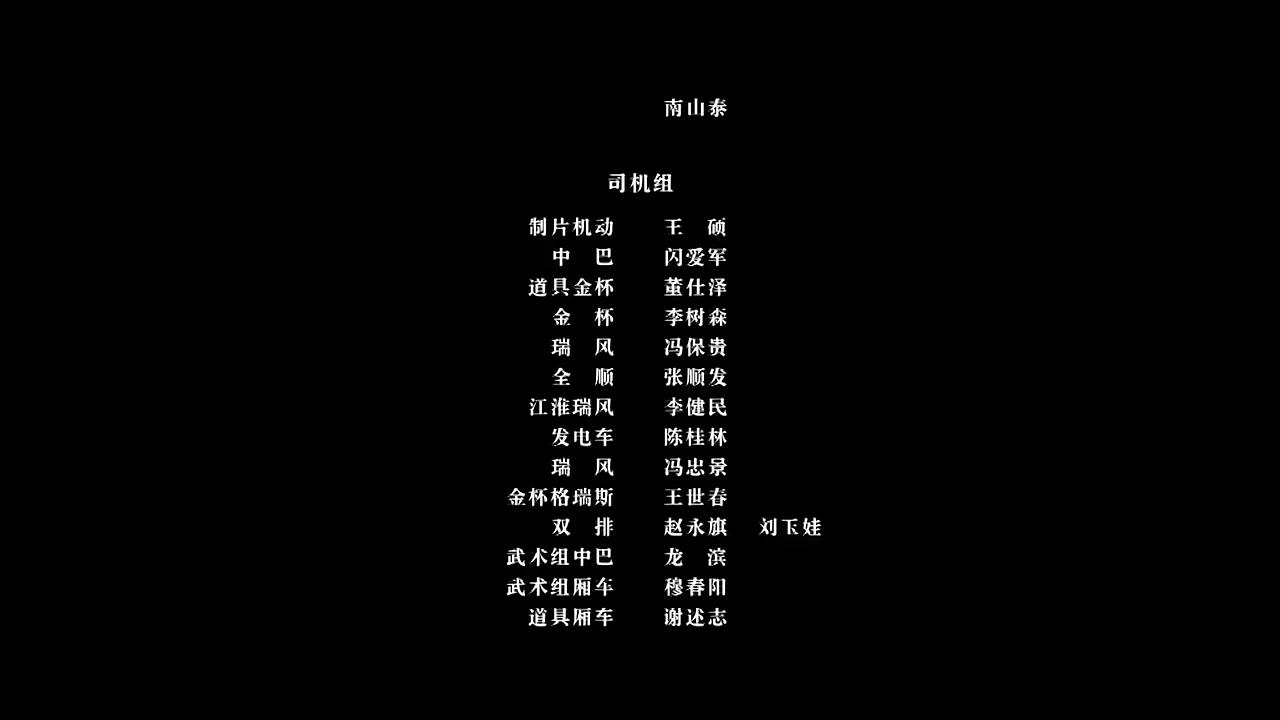 南山泰
司机组
制片机动 王 硕
中 巴 闪爱军
道具金杯 董仕泽
金 杯 李树森
瑞 风 冯保贵
全 顺 张顺发
江淮瑞风 李健民
发电车 陈桂林
瑞 风 冯忠景
金杯格瑞斯 王世春
双 排 赵永旗 刘玉娃
武术组中巴 龙 滨
武术组厢车 穆春阳
道具厢车 谢述志